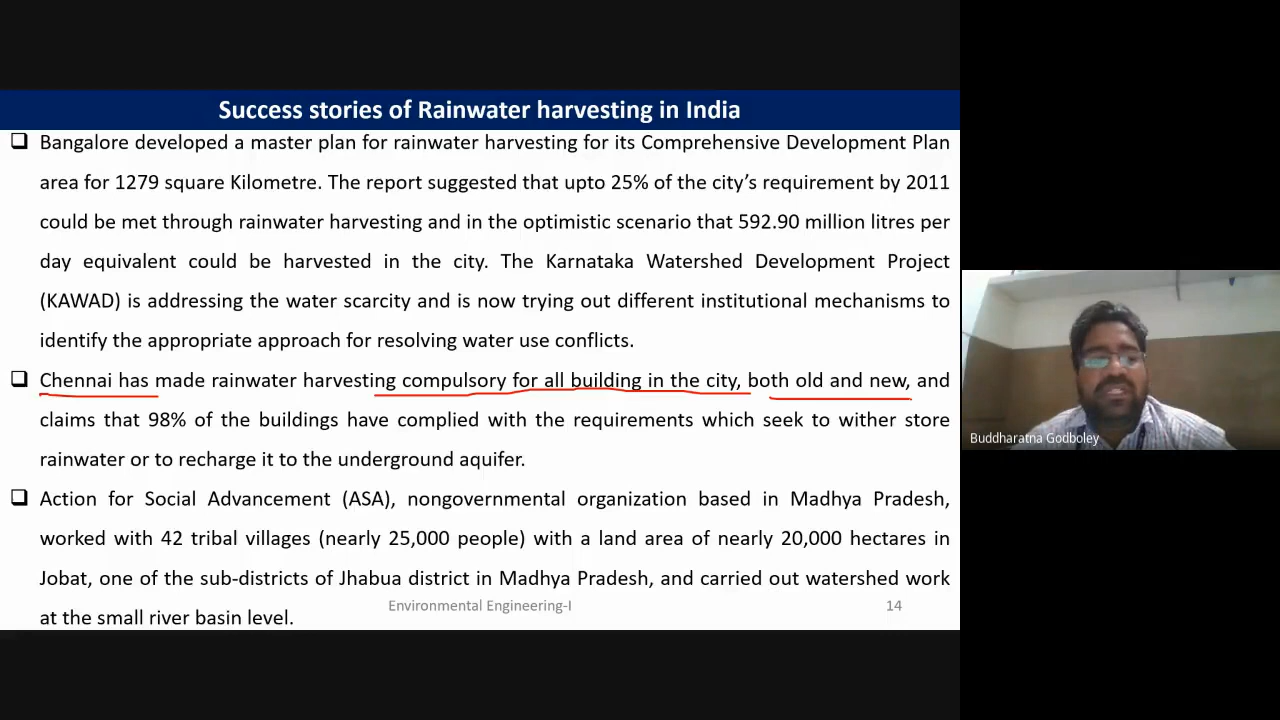 Success stories of Rainwater harvesting in India
❑ Bangalore developed a master plan for rainwater harvesting for its Comprehensive Development Plan
area for 1279 square Kilometre. The report suggested that upto 25% of the city's requirement by 2011
could be met through rainwater harvesting and in the optimistic scenario that 592.90 million litres per
day equivalent could be harvested in the city. The Karnataka Watershed Development Project
(KAWAD) is addressing the water scarcity and is now trying out different institutional mechanisms to
identify the appropriate approach for resolving water use conflicts.
❑ Chennai has made rainwater harvesting compulsory for all building in the city, both old and new, and
claims that 98% of the buildings have complied with the requirements which seek to wither store
rainwater or to recharge it to the underground aquifer.
❑ Action for Social Advancement (ASA), nongovernmental organization based in Madhya Pradesh,
worked with 42 tribal villages (nearly 25,000 people) with a land area of nearly 20,000 hectares in
Jobat, one of the sub-districts of Jhabua district in Madhya Pradesh, and carried out watershed work
at the small river basin level.
Environmental Engineering-I 14
Buddharatna Godboley